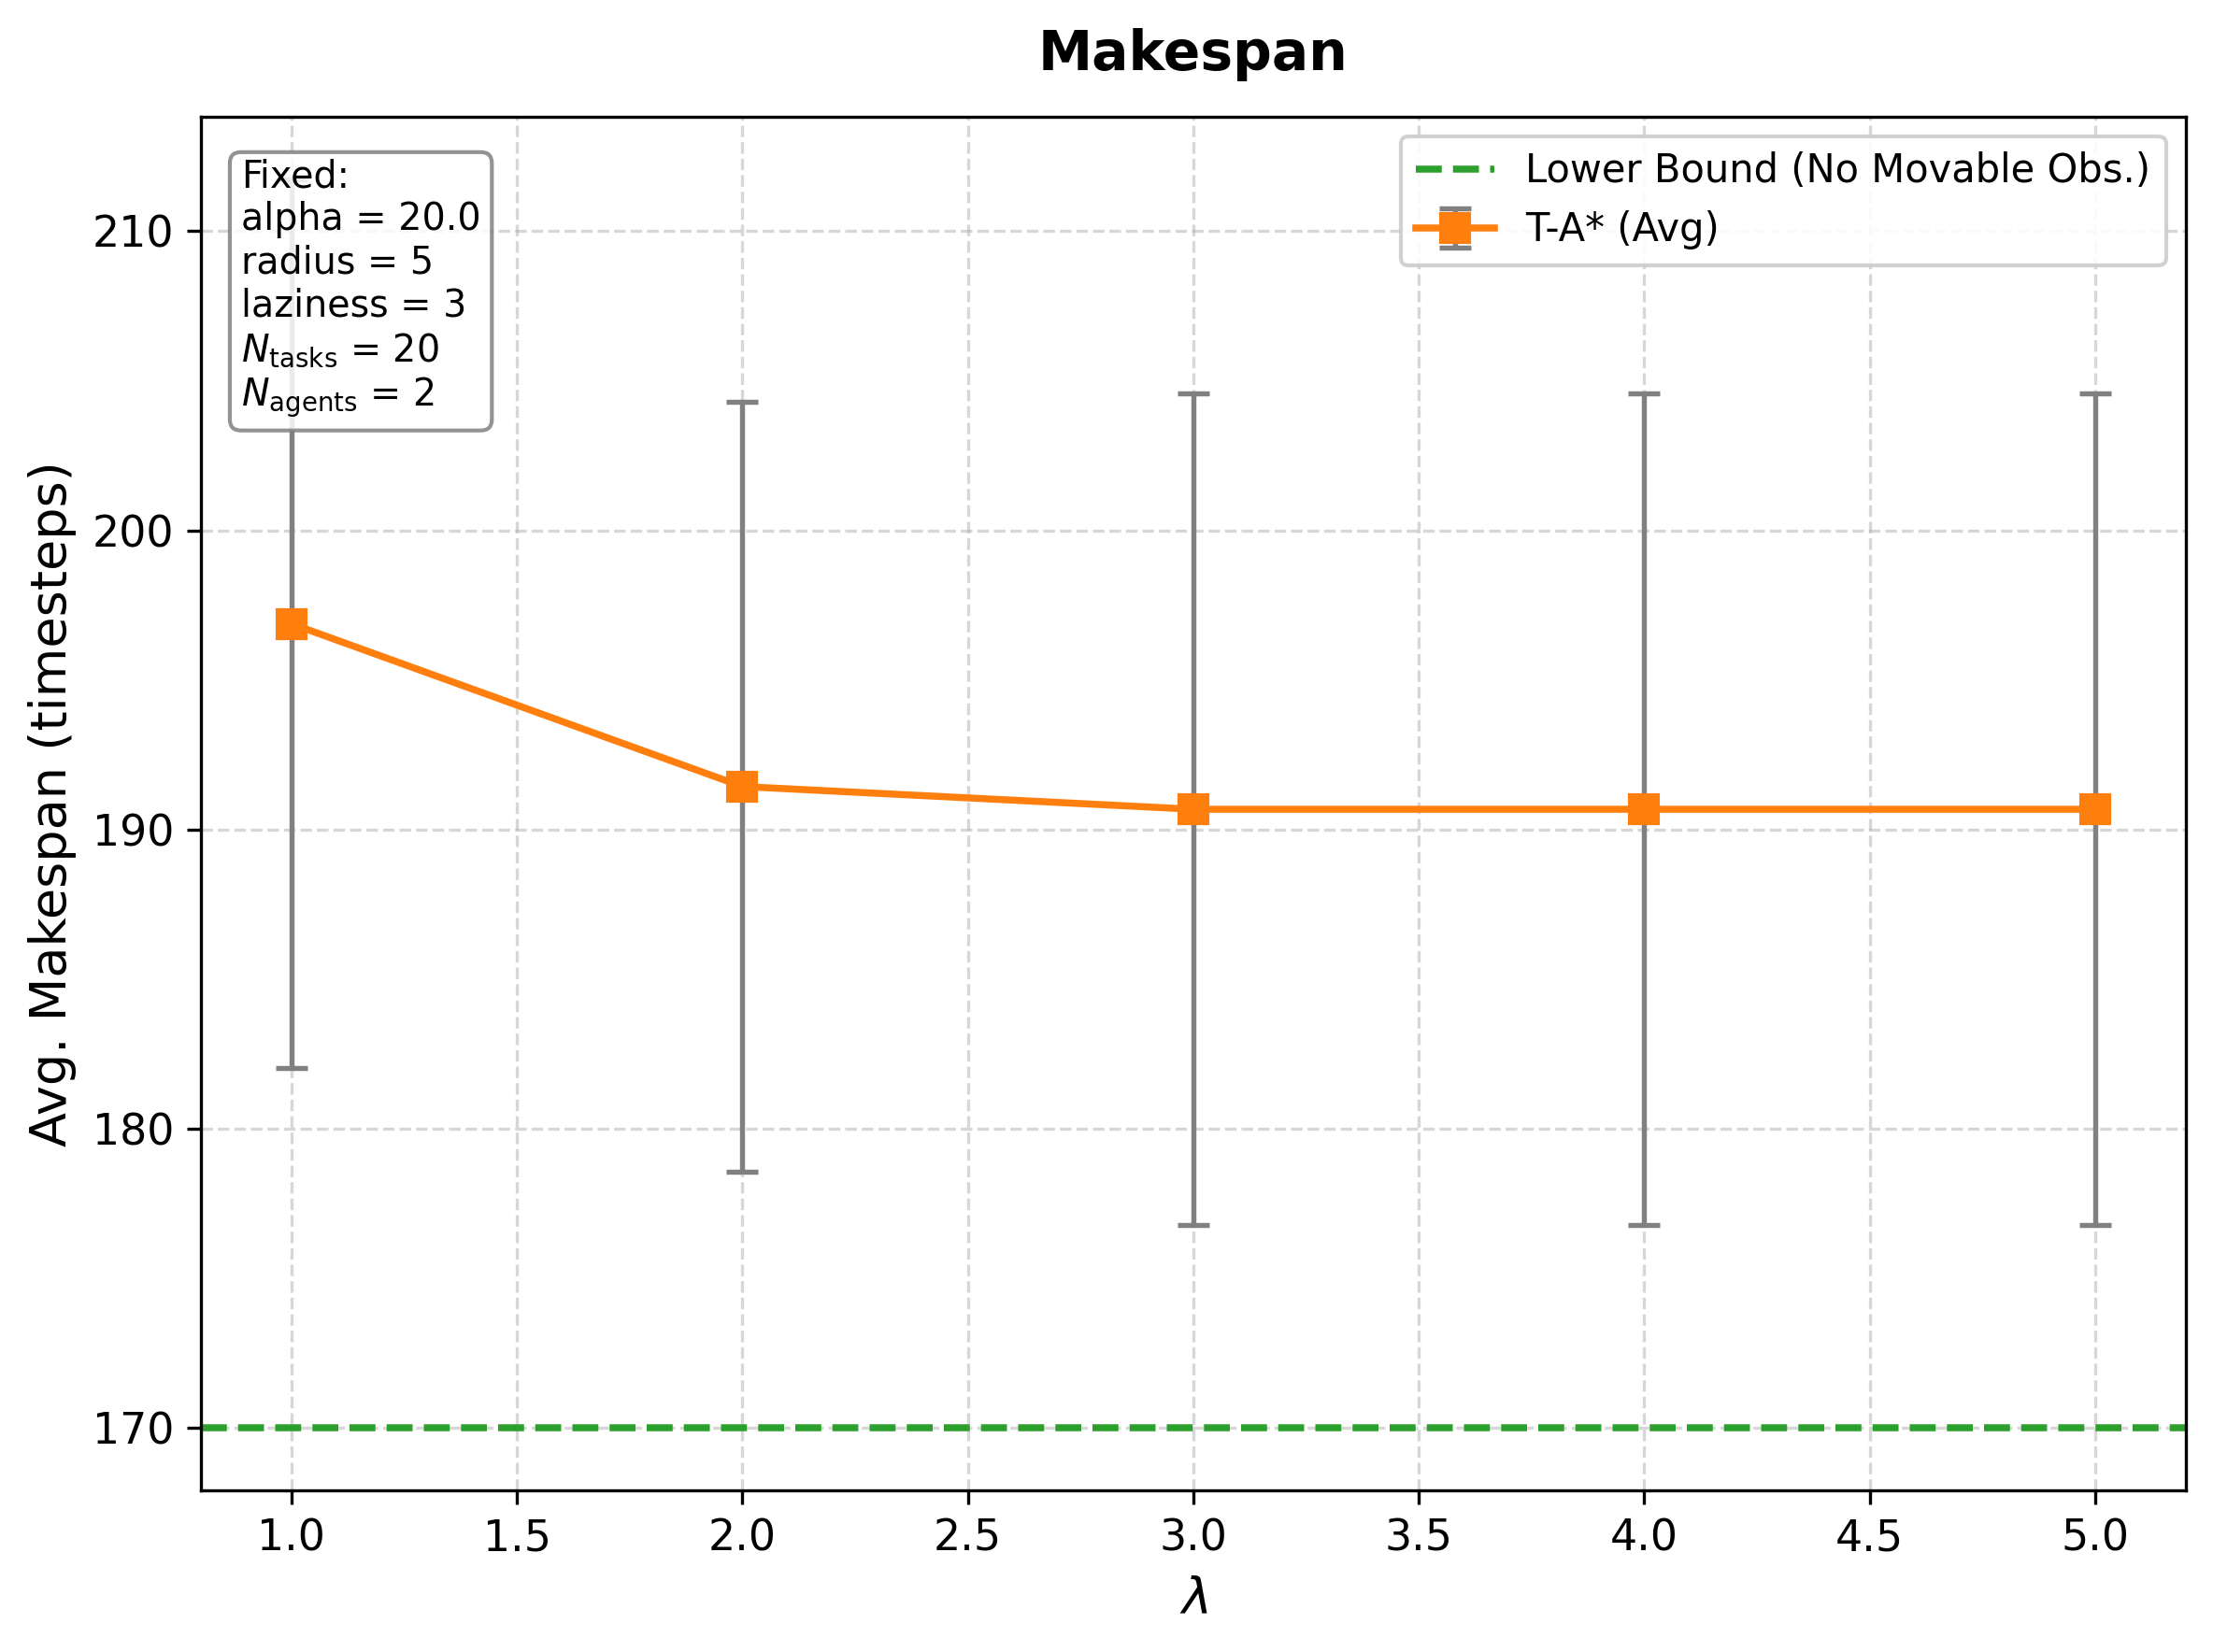 Makespan
Fixed:
alpha = 20.0
radius = 5
laziness = 3
N_tasks = 20
N_agents = 2
Lower Bound (No Movable Obs.)
T-A* (Avg)
Avg. Makespan (timesteps)
210
200
190
180
170
1.0 1.5 2.0 2.5 3.0 3.5 4.0 4.5 5.0
λ